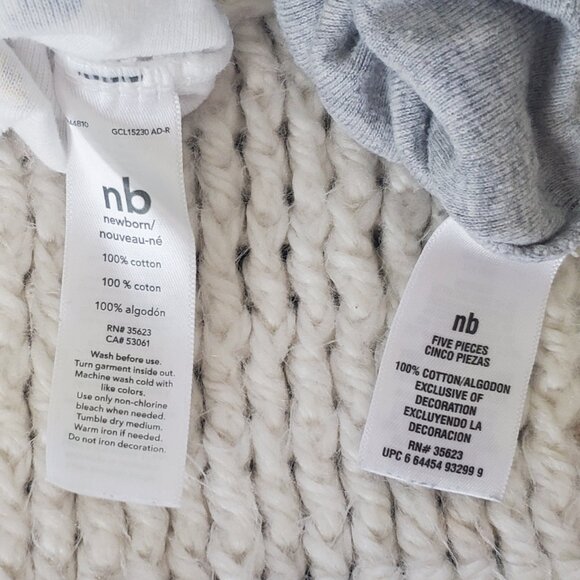 GCL15230 AD-R
nb
newborn/
nouveau-né
100% cotton
100 % coton
100% algodón
RN# 35623
CA# 53061
Wash before use.
Turn garment inside out.
Machine wash cold with
like colors.
Use only non-chlorine
bleach when needed.
Tumble dry medium.
Warm iron if needed.
Do not iron decoration.
nb
FIVE PIECES
CINCO PIEZAS
100% COTTON/ALGODON
EXCLUSIVE OF
DECORATION
EXCLUYENDO LA
DECORACION
RN# 35623
UPC 6 64454 93299 9